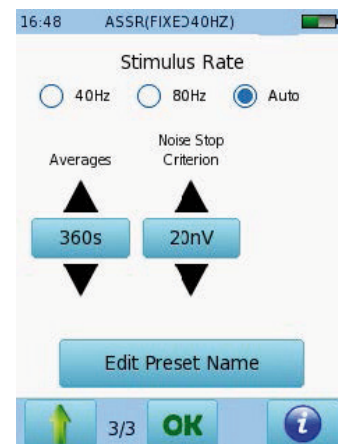 16:48 ASSR(FIXED40HZ)
Stimulus Rate
40Hz 80Hz Auto
Averages
Noise Stop
Criterion
360s 20nV
Edit Preset Name
3/3 OK i